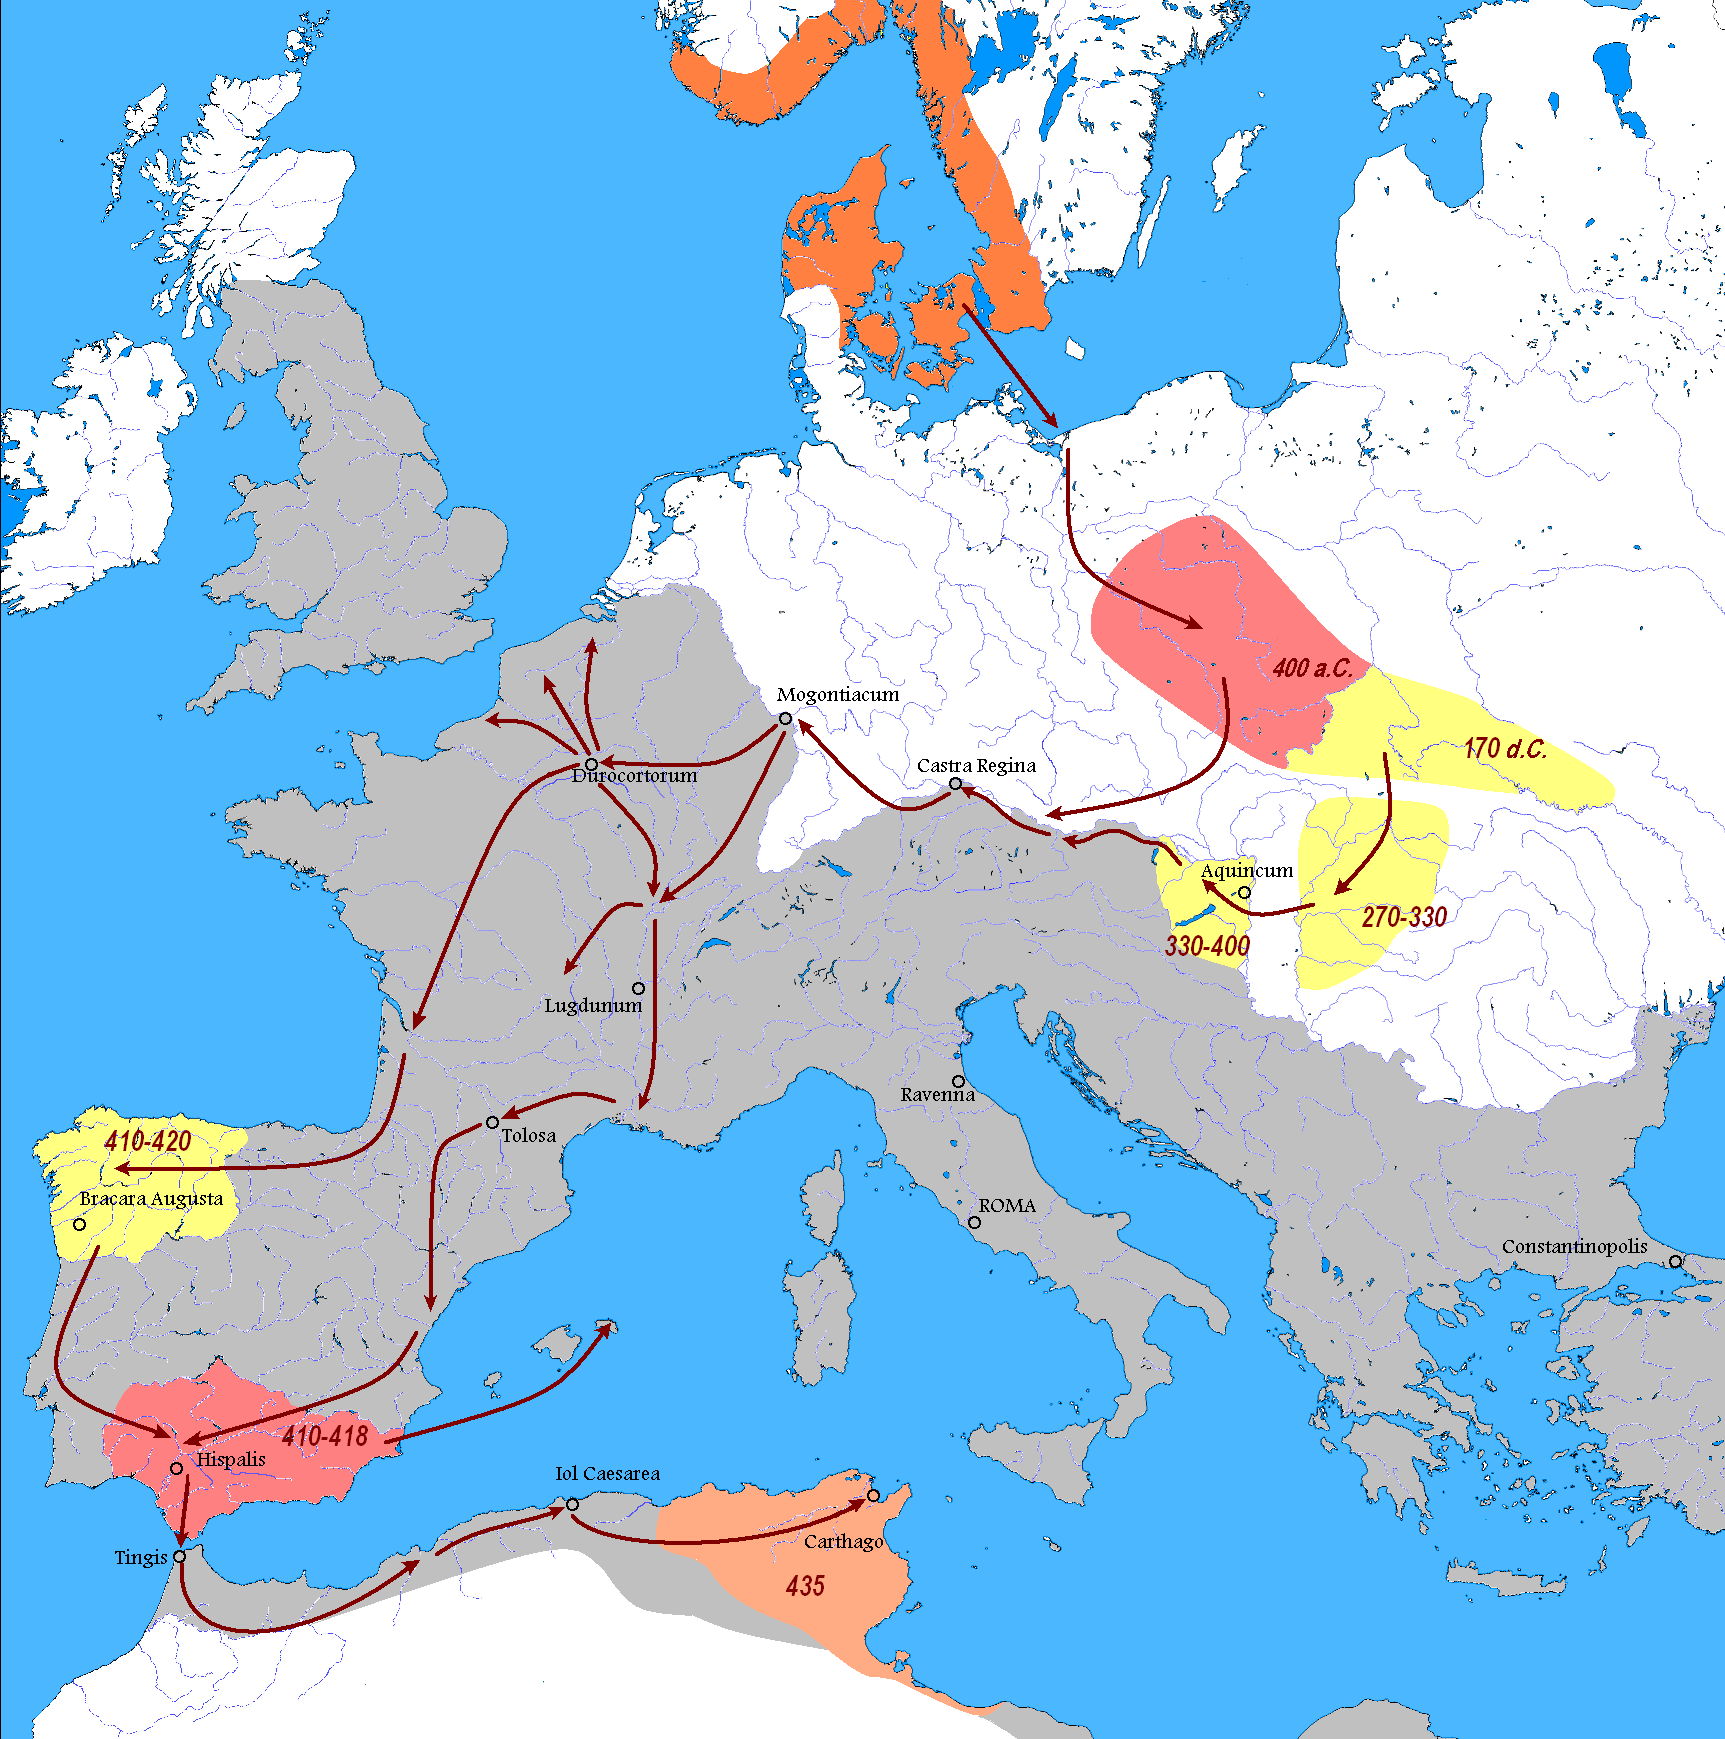 400 a.C.
Mogontiacum
170 d.C.
Castra Regina
Durocortorum
Aquincum
270-330
330-400
Lugdunum
Ravenna
Tolosa
410-420
Bracara Augusta
ROMA
Constantinopolis
410-418
Hispalis
Iol Caesarea
Carthago
Tingis
435